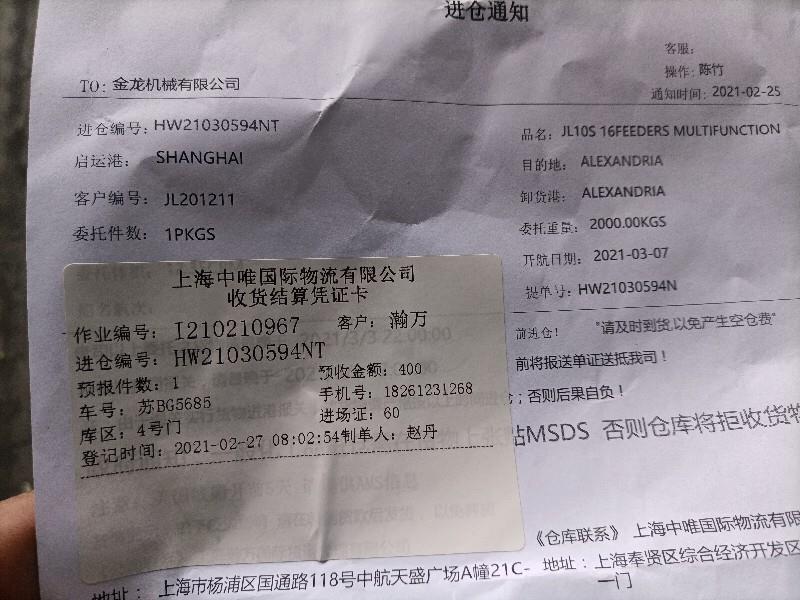 进仓通知
客服：
操作：陈竹
TO：金龙机械有限公司
通知时间：2021-02-25
进仓编号：HW21030594NT
品名：JL10S 16FEEDERS MULTIFUNCTION
启运港：SHANGHAI
目的地：ALEXANDRIA
客户编号：JL201211
卸货港：ALEXANDRIA
委托件数：1PKGS
委托重量：2000.00KGS
开航日期：2021-03-07
提单号：HW21030594N
上海中唯国际物流有限公司
收货结算凭证卡
作业编号：I210210967 客户：瀚万
进仓编号：HW21030594NT
预报件数：1 预收金额：400
车号：苏BG5685 手机号：18261231268
库区：4号门 进场证：60
登记时间：2021-02-27 08:02:54制单人：赵丹
前进仓！ "请及时到货,以免产生空仓费"
前将报送单证送抵我司！
；否则后果自负！
贴MSDS 否则仓库将拒收货物
《仓库联系》 上海中唯国际物流有限
地址： 上海市杨浦区国通路118号中航天盛广场A幢21C-
地址：上海奉贤区综合经济开发区
一门